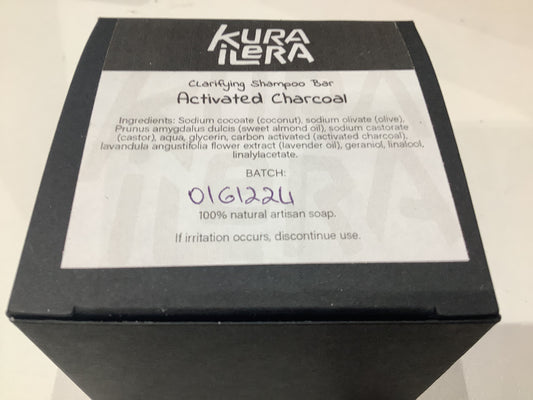 KURA
iLERA
Clarifying Shampoo Bar
Activated Charcoal
Ingredients: Sodium cocoate (coconut), sodium olivate (olive),
Prunus amygdalus dulcis (sweet almond oil), sodium castorate
(castor), aqua, glycerin, carbon activated (activated charcoal),
lavandula angustifolia flower extract (lavender oil), geraniol, linalool,
linalylacetate.
BATCH:
0161224
100% natural artisan soap.
If irritation occurs, discontinue use.